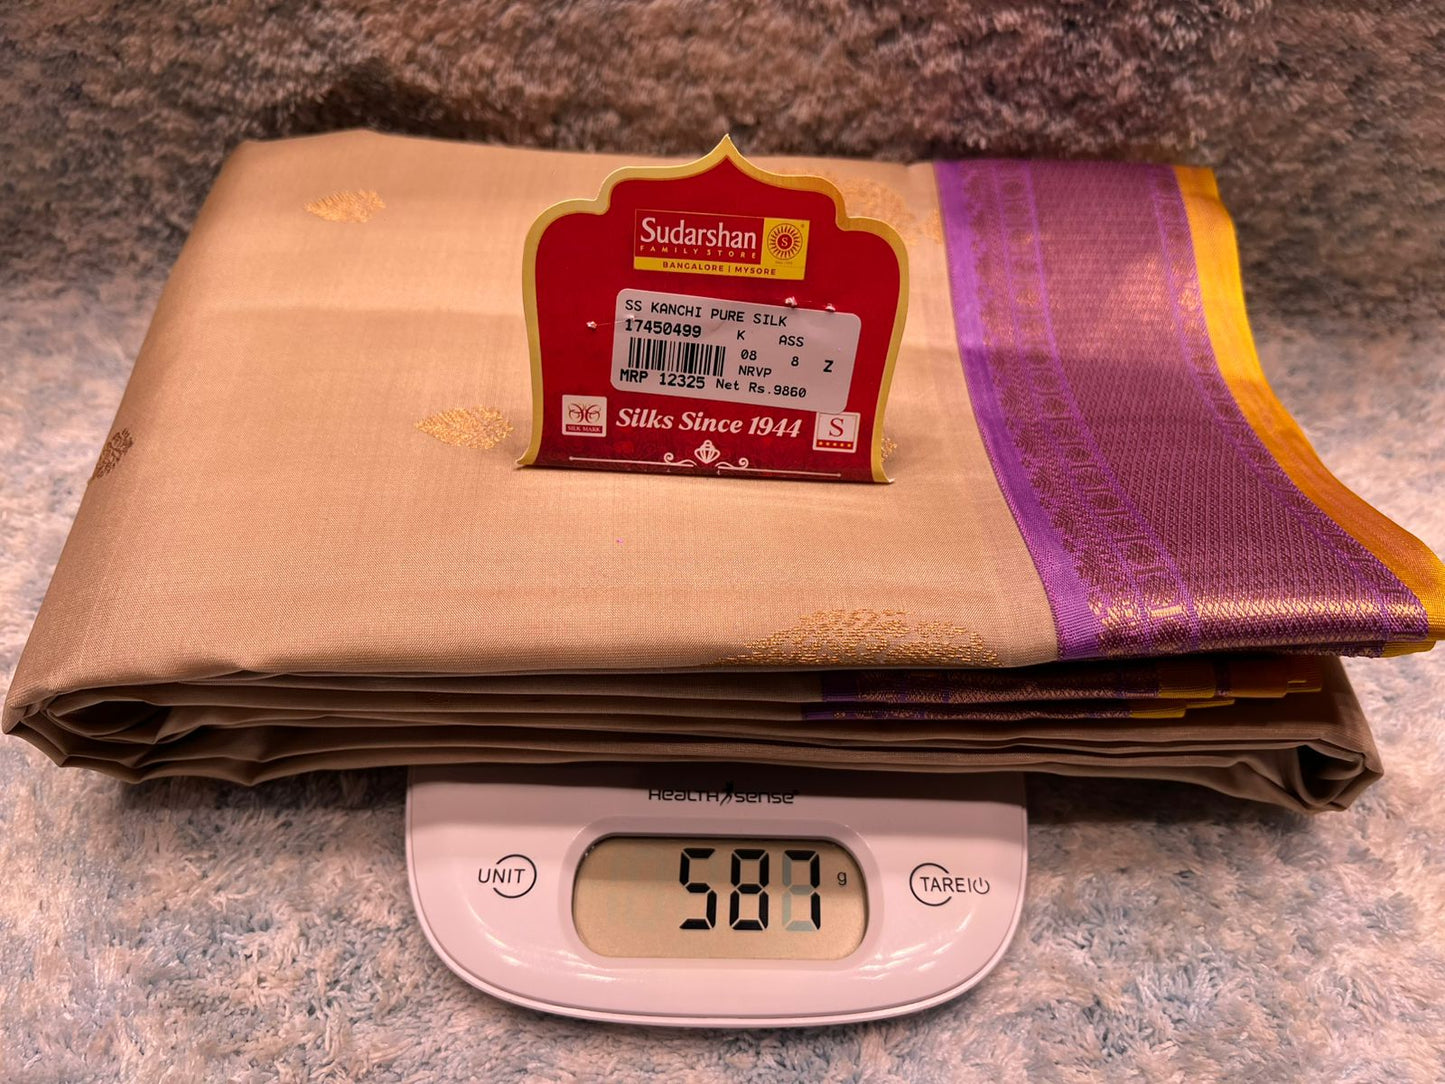 Sudarshan
FAMILY STORE
BANGALORE | MYSORE
SS KANCHI PURE SILK
17450499 K ASS
08 8 Z
NRVP
MRP 12325 Net Rs.9860
SILK MARK
Silks Since 1944
S
HEALTH SENSE
UNIT
587 g
TARE